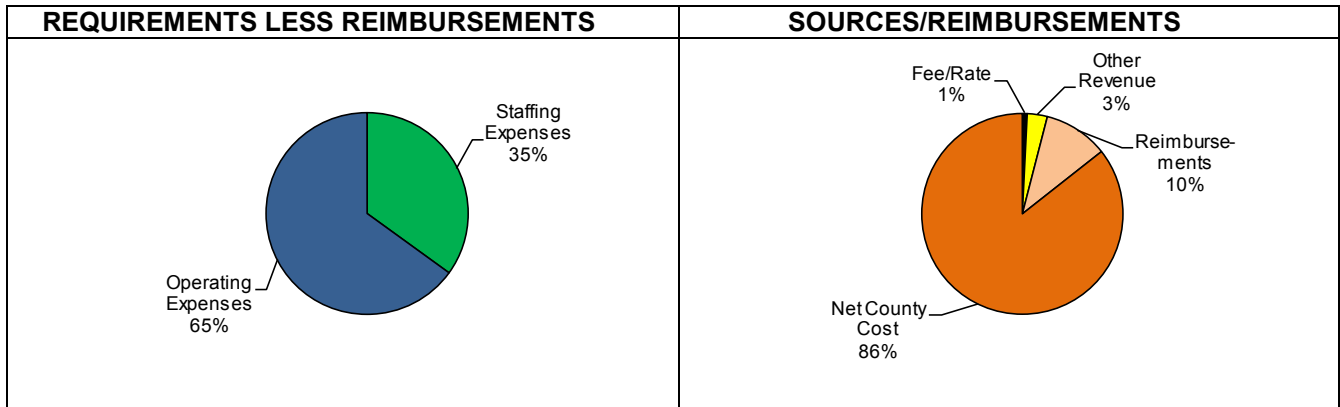 REQUIREMENTS LESS REIMBURSEMENTS
SOURCES/REIMBURSEMENTS
Staffing
Expenses
35%
Operating
Expenses
65%
Fee/Rate
1%
Other
Revenue
3%
Reimburse-
ments
10%
Net County
Cost
86%